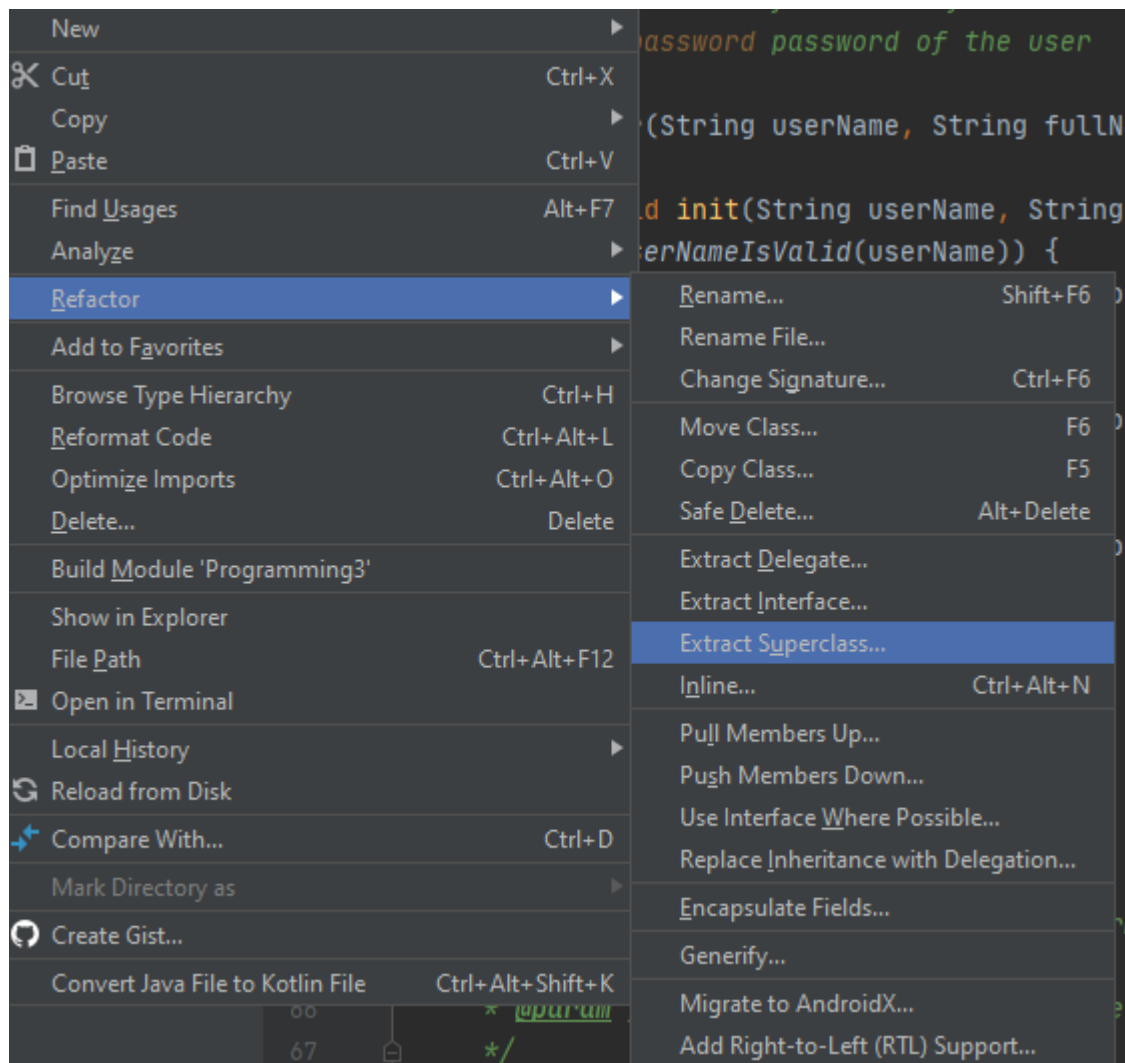 New
Cut Ctrl+X
Copy
Paste Ctrl+V
Find Usages Alt+F7
Analyze
Refactor
Add to Favorites
Browse Type Hierarchy Ctrl+H
Reformat Code Ctrl+Alt+L
Optimize Imports Ctrl+Alt+O
Delete... Delete
Build Module 'Programming3'
Show in Explorer
File Path Ctrl+Alt+F12
Open in Terminal
Local History
Reload from Disk
Compare With... Ctrl+D
Mark Directory as
Create Gist...
Convert Java File to Kotlin File Ctrl+Alt+Shift+K
password password of the user
(String userName, String fullN
d init(String userName, String
erNameIsValid(userName)) {
Rename... Shift+F6
Rename File...
Change Signature... Ctrl+F6
Move Class... F6
Copy Class... F5
Safe Delete... Alt+Delete
Extract Delegate...
Extract Interface...
Extract Superclass...
Inline... Ctrl+Alt+N
Pull Members Up...
Push Members Down...
Use Interface Where Possible...
Replace Inheritance with Delegation...
Encapsulate Fields...
Generify...
Migrate to AndroidX...
Add Right-to-Left (RTL) Support...
* @param
67 */